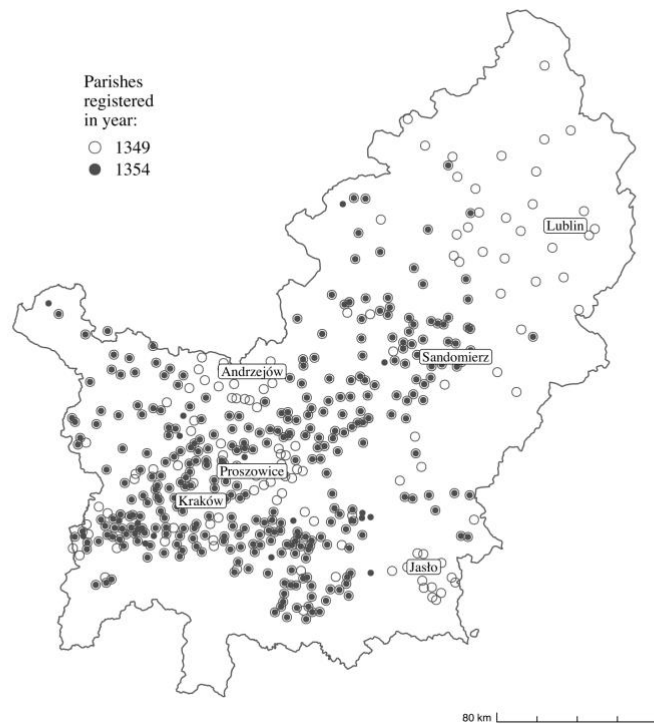 Parishes
registered
in year:
1349
1354
Lublin
Sandomierz
Andrzejów
Proszowice
Kraków
Jasło
80 km